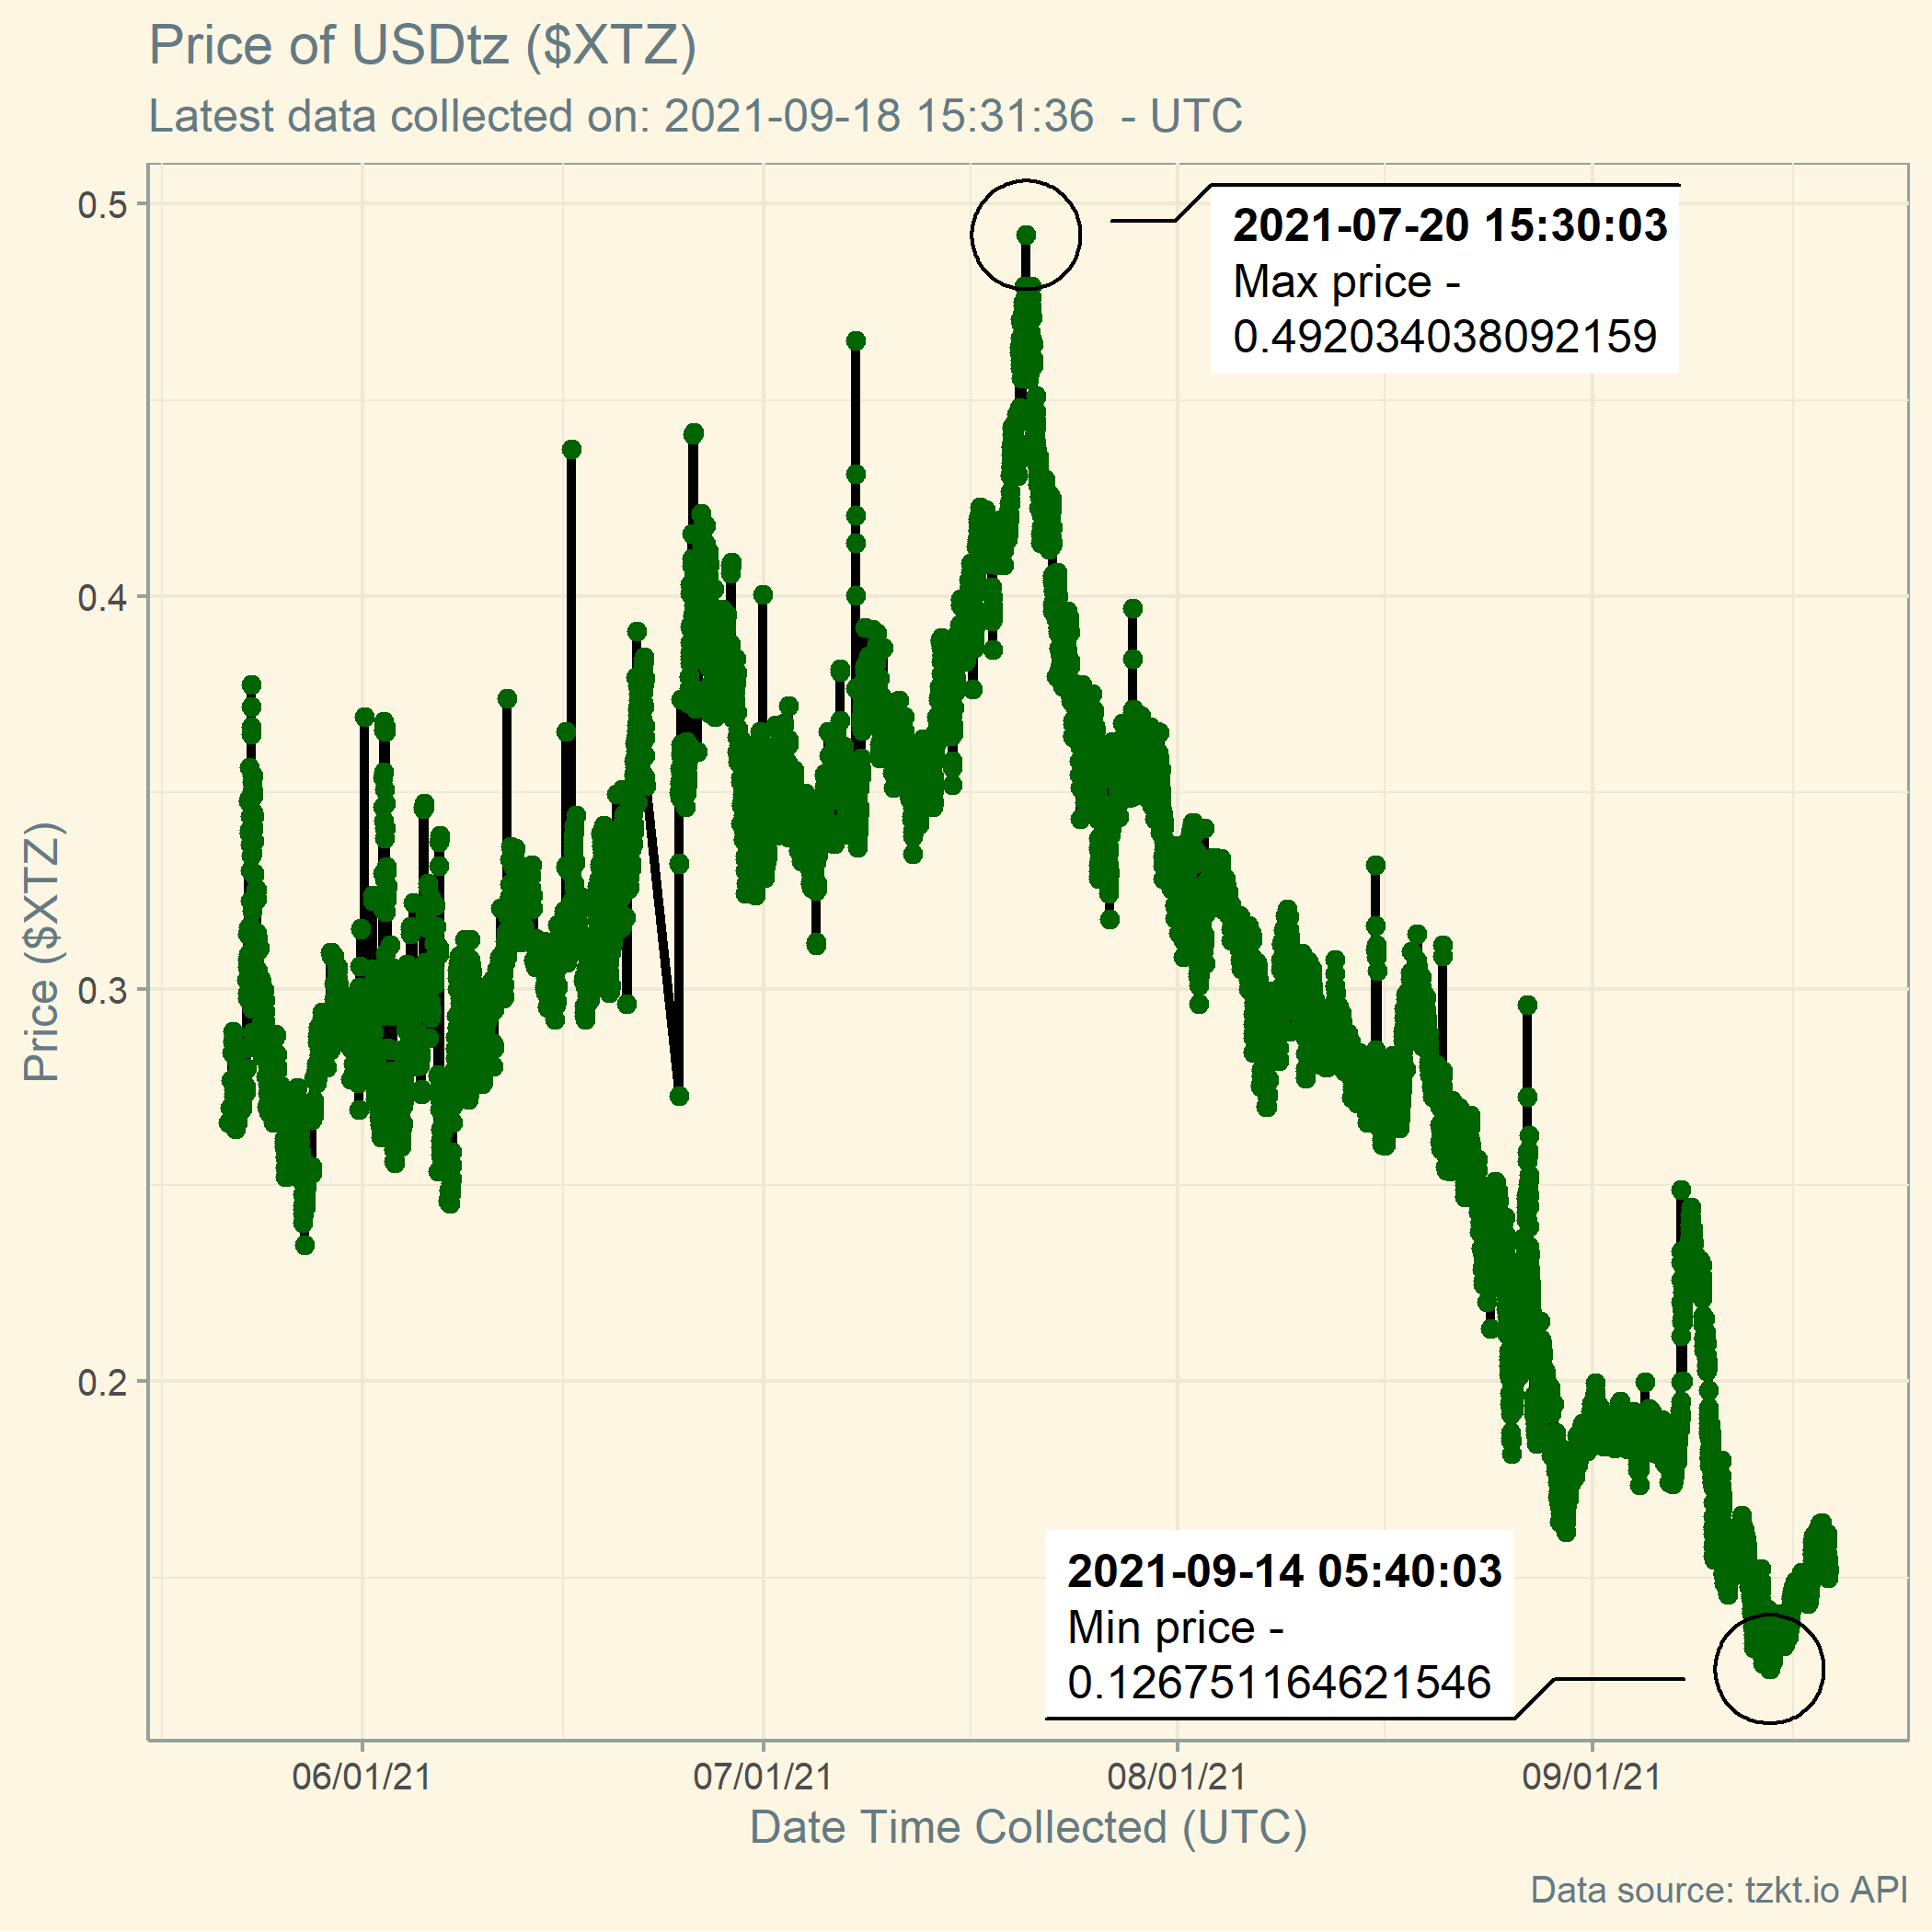 Price of USDtz ($XTZ)
Latest data collected on: 2021-09-18 15:31:36  - UTC
0.5
2021-07-20 15:30:03
Max price -
0.492034038092159
0.4
Price ($XTZ)
0.3
0.2
2021-09-14 05:40:03
Min price -
0.126751164621546
06/01/21
07/01/21
08/01/21
09/01/21
Date Time Collected (UTC)
Data source: tzkt.io API